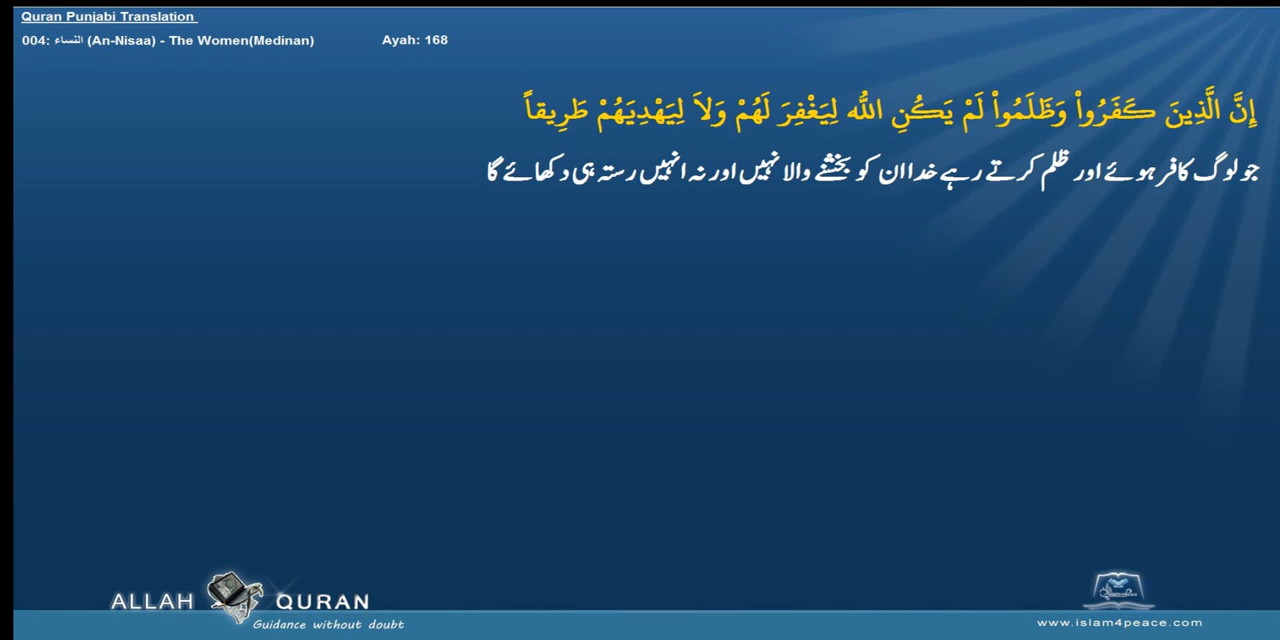 Quran Punjabi Translation
004: النساء (An-Nisaa) - The Women(Medinan) Ayah: 168
إِنَّ الَّذِينَ كَفَرُواْ وَظَلَمُواْ لَمْ يَكُنِ اللّه لِيَغْفِرَ لَهُمْ وَلاَ لِيَهْدِيَهُمْ طَرِيقاً
جو لوگ کافر ہوئے اور ظلم کرتے رہے خدا ان کو بخشنے والا نہیں اور نہ انہیں رستہ ہی دکھائے گا
ALLAH QURAN
Guidance without doubt
www.islam4peace.com